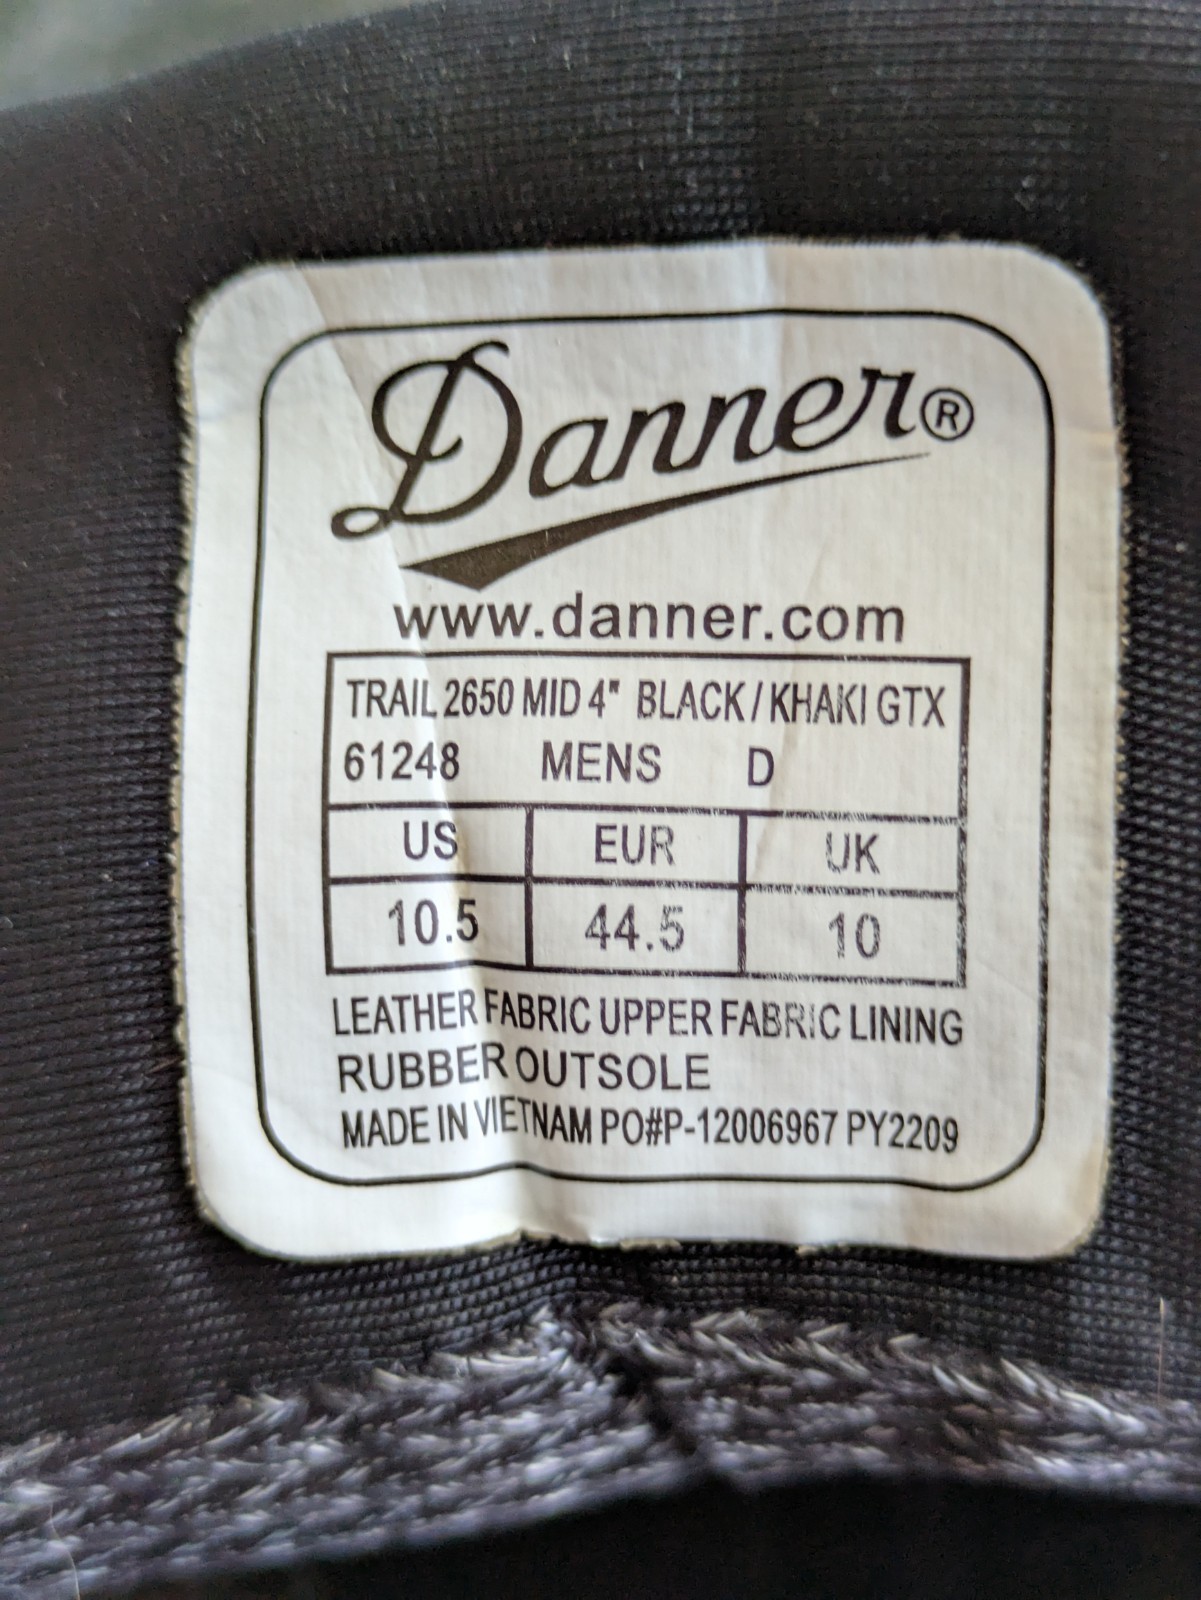 Danner®
www.danner.com
TRAIL 2650 MID 4" BLACK/KHAKI GTX
61248 MENS D
US EUR UK
10.5 44.5 10
LEATHER FABRIC UPPER FABRIC LINING
RUBBER OUTSOLE
MADE IN VIETNAM PO#P-12006967 PY2209